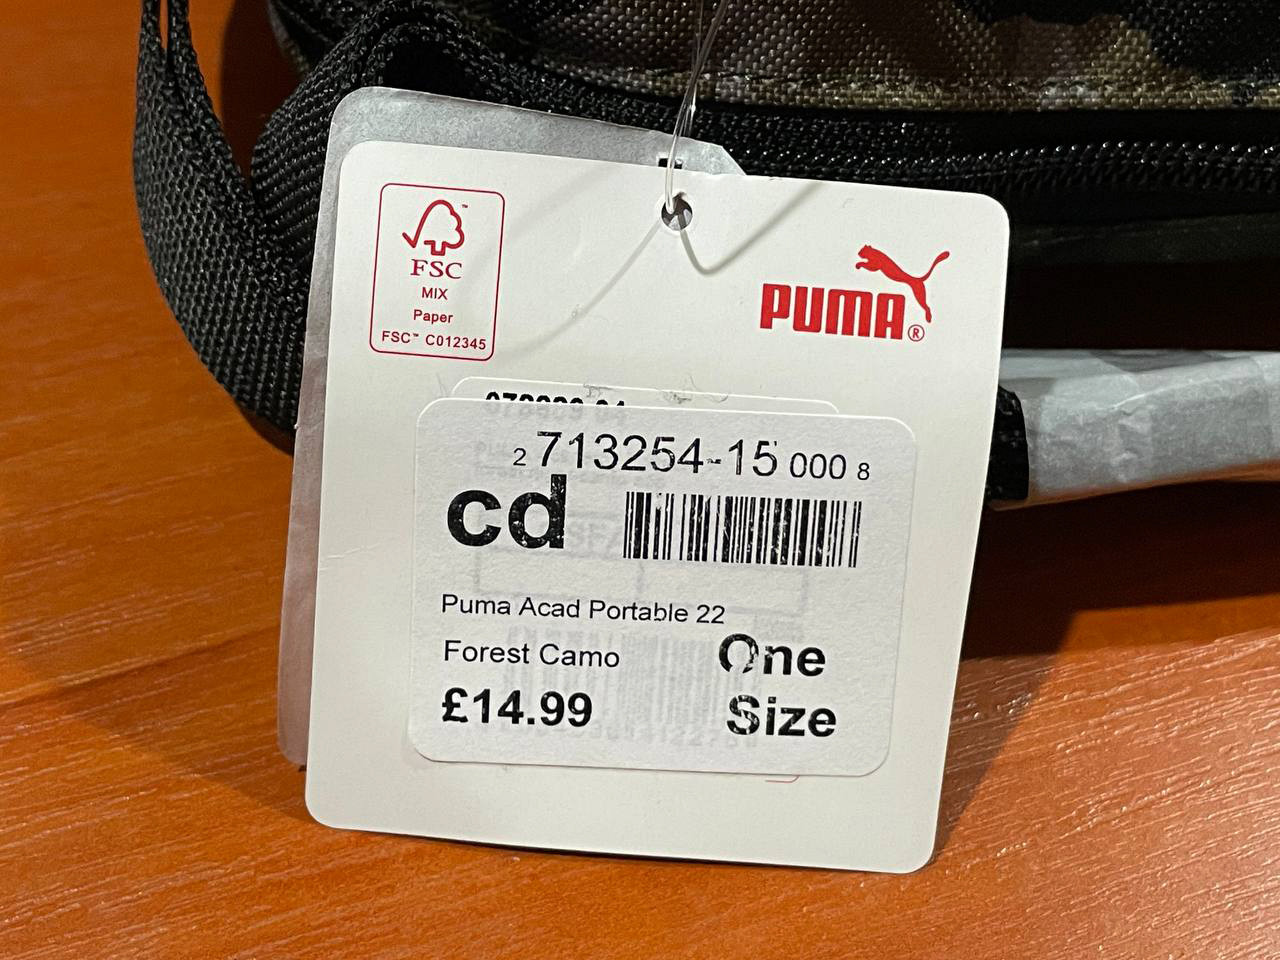 FSC™
MIX
Paper
FSC™ C012345
PUMA®
2 713254-15 000 8
cd
Puma Acad Portable 22
Forest Camo
One
Size
£14.99